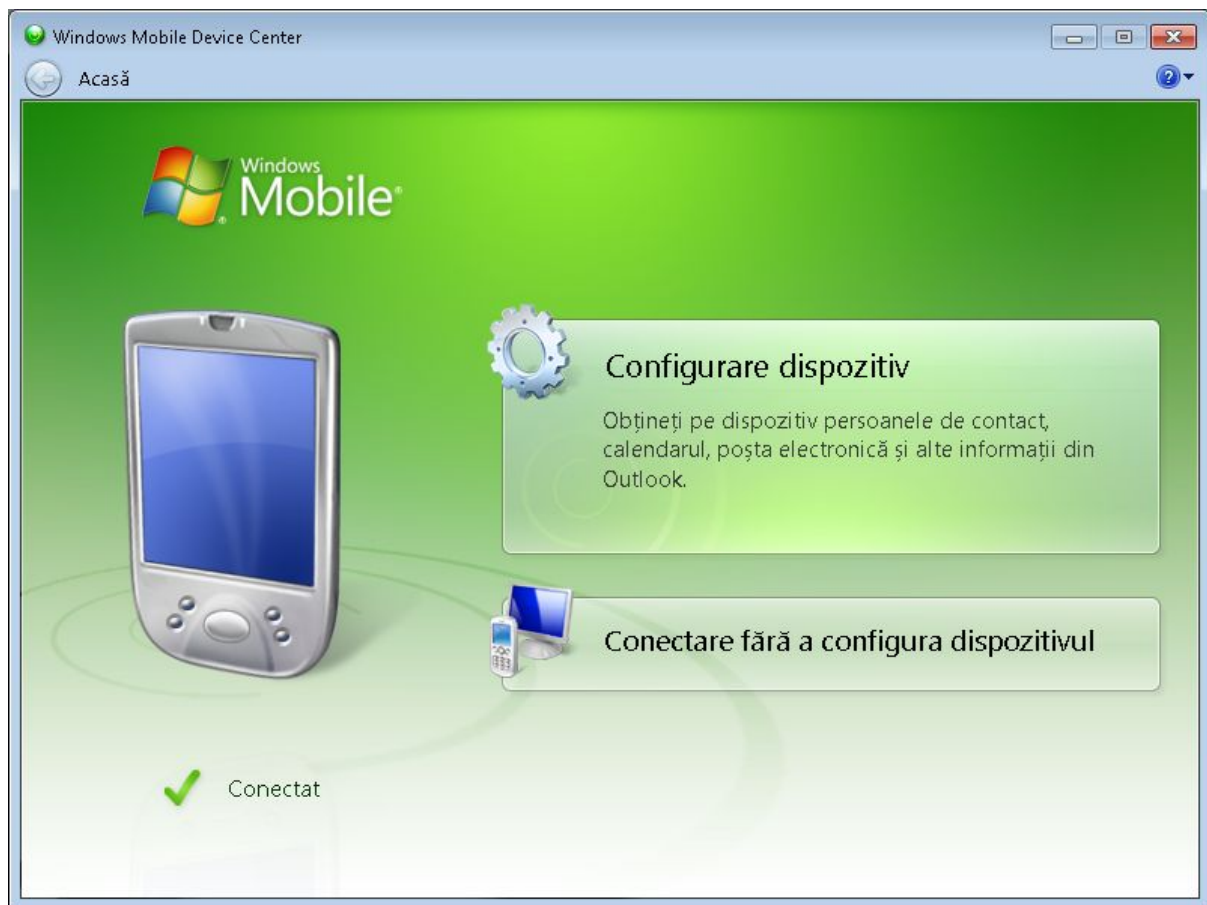 Windows Mobile Device Center
Acasă
Windows
Mobile®
Configurare dispozitiv
Obțineți pe dispozitiv persoanele de contact,
calendarul, poșta electronică și alte informații din
Outlook.
Conectare fără a configura dispozitivul
Conectat